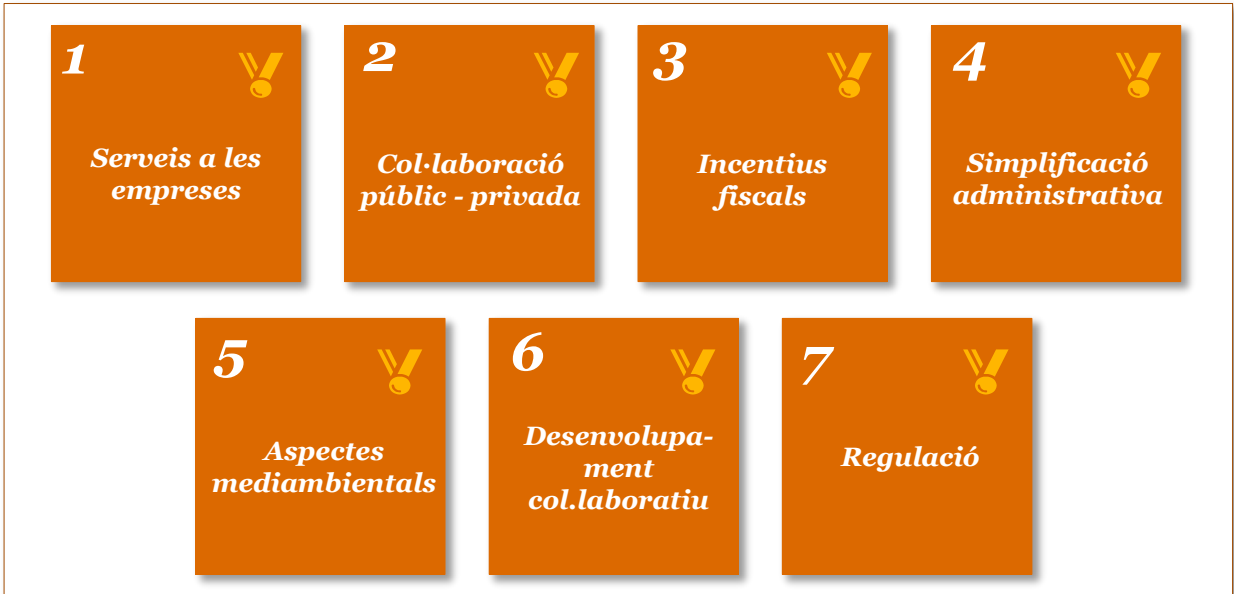 1
Serveis a les
empreses
2
Col·laboració
públic - privada
3
Incentius
fiscals
4
Simplificació
administrativa
5
Aspectes
mediambientals
6
Desenvolupa-
ment
col.laboratiu
7
Regulació